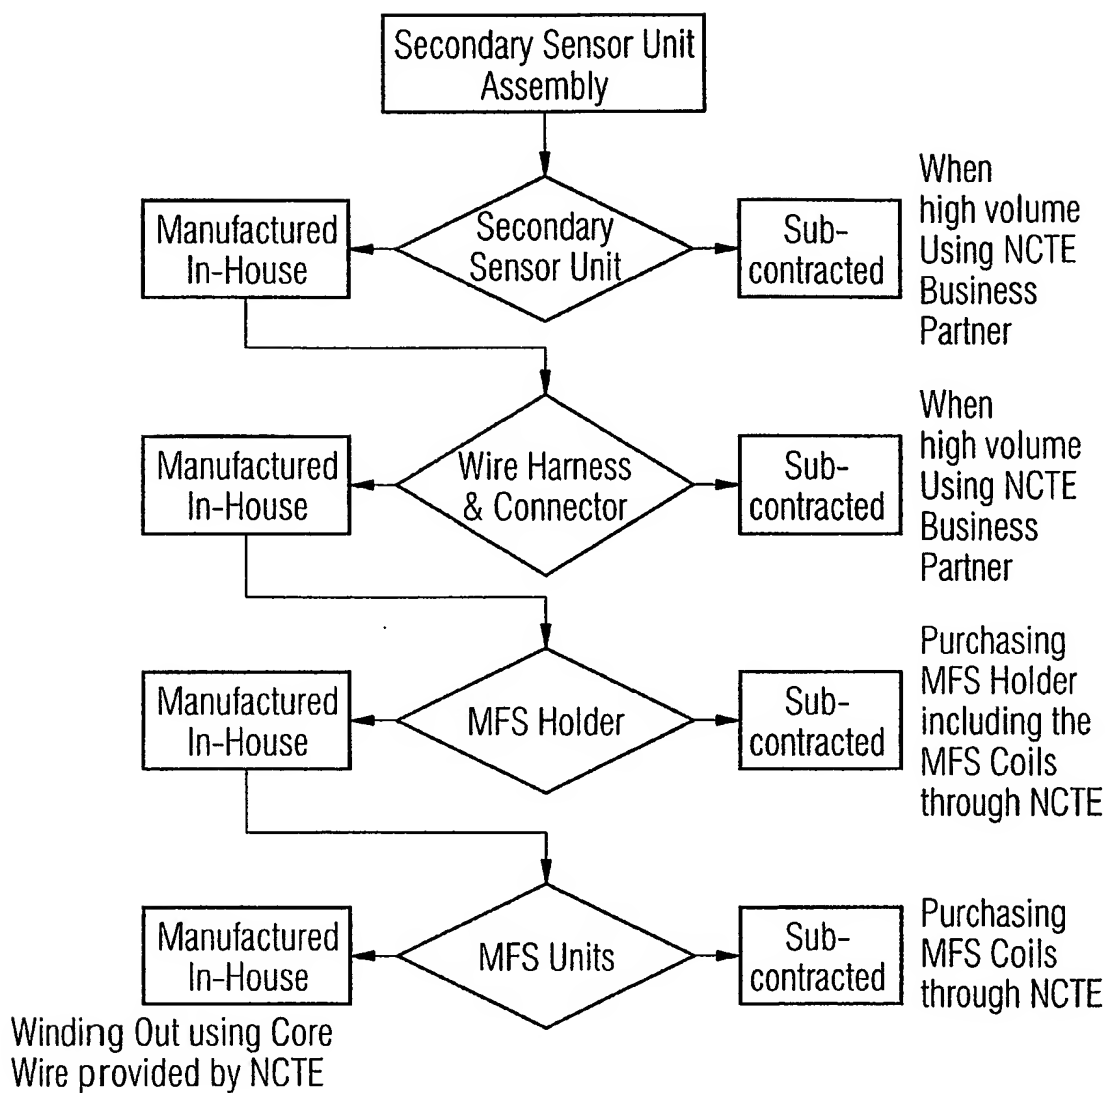 Secondary Sensor Unit
Assembly
Manufactured
In-House
Secondary
Sensor Unit
Sub-
contracted
When
high volume
Using NCTE
Business
Partner
Manufactured
In-House
Wire Harness
& Connector
Sub-
contracted
When
high volume
Using NCTE
Business
Partner
Manufactured
In-House
MFS Holder
Sub-
contracted
Purchasing
MFS Holder
including the
MFS Coils
through NCTE
Manufactured
In-House
MFS Units
Sub-
contracted
Purchasing
MFS Coils
through NCTE
Winding Out using Core
Wire provided by NCTE